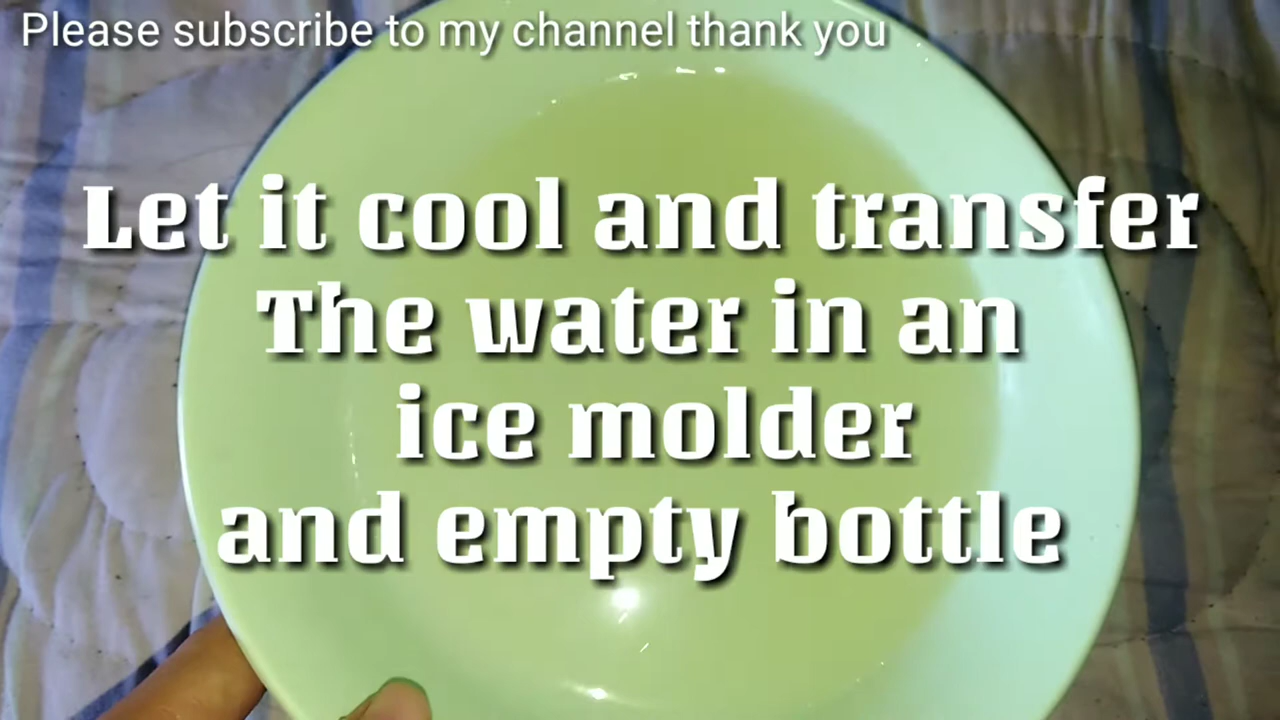 Please subscribe to my channel thank you
Let it cool and transfer
The water in an
ice molder
and empty bottle